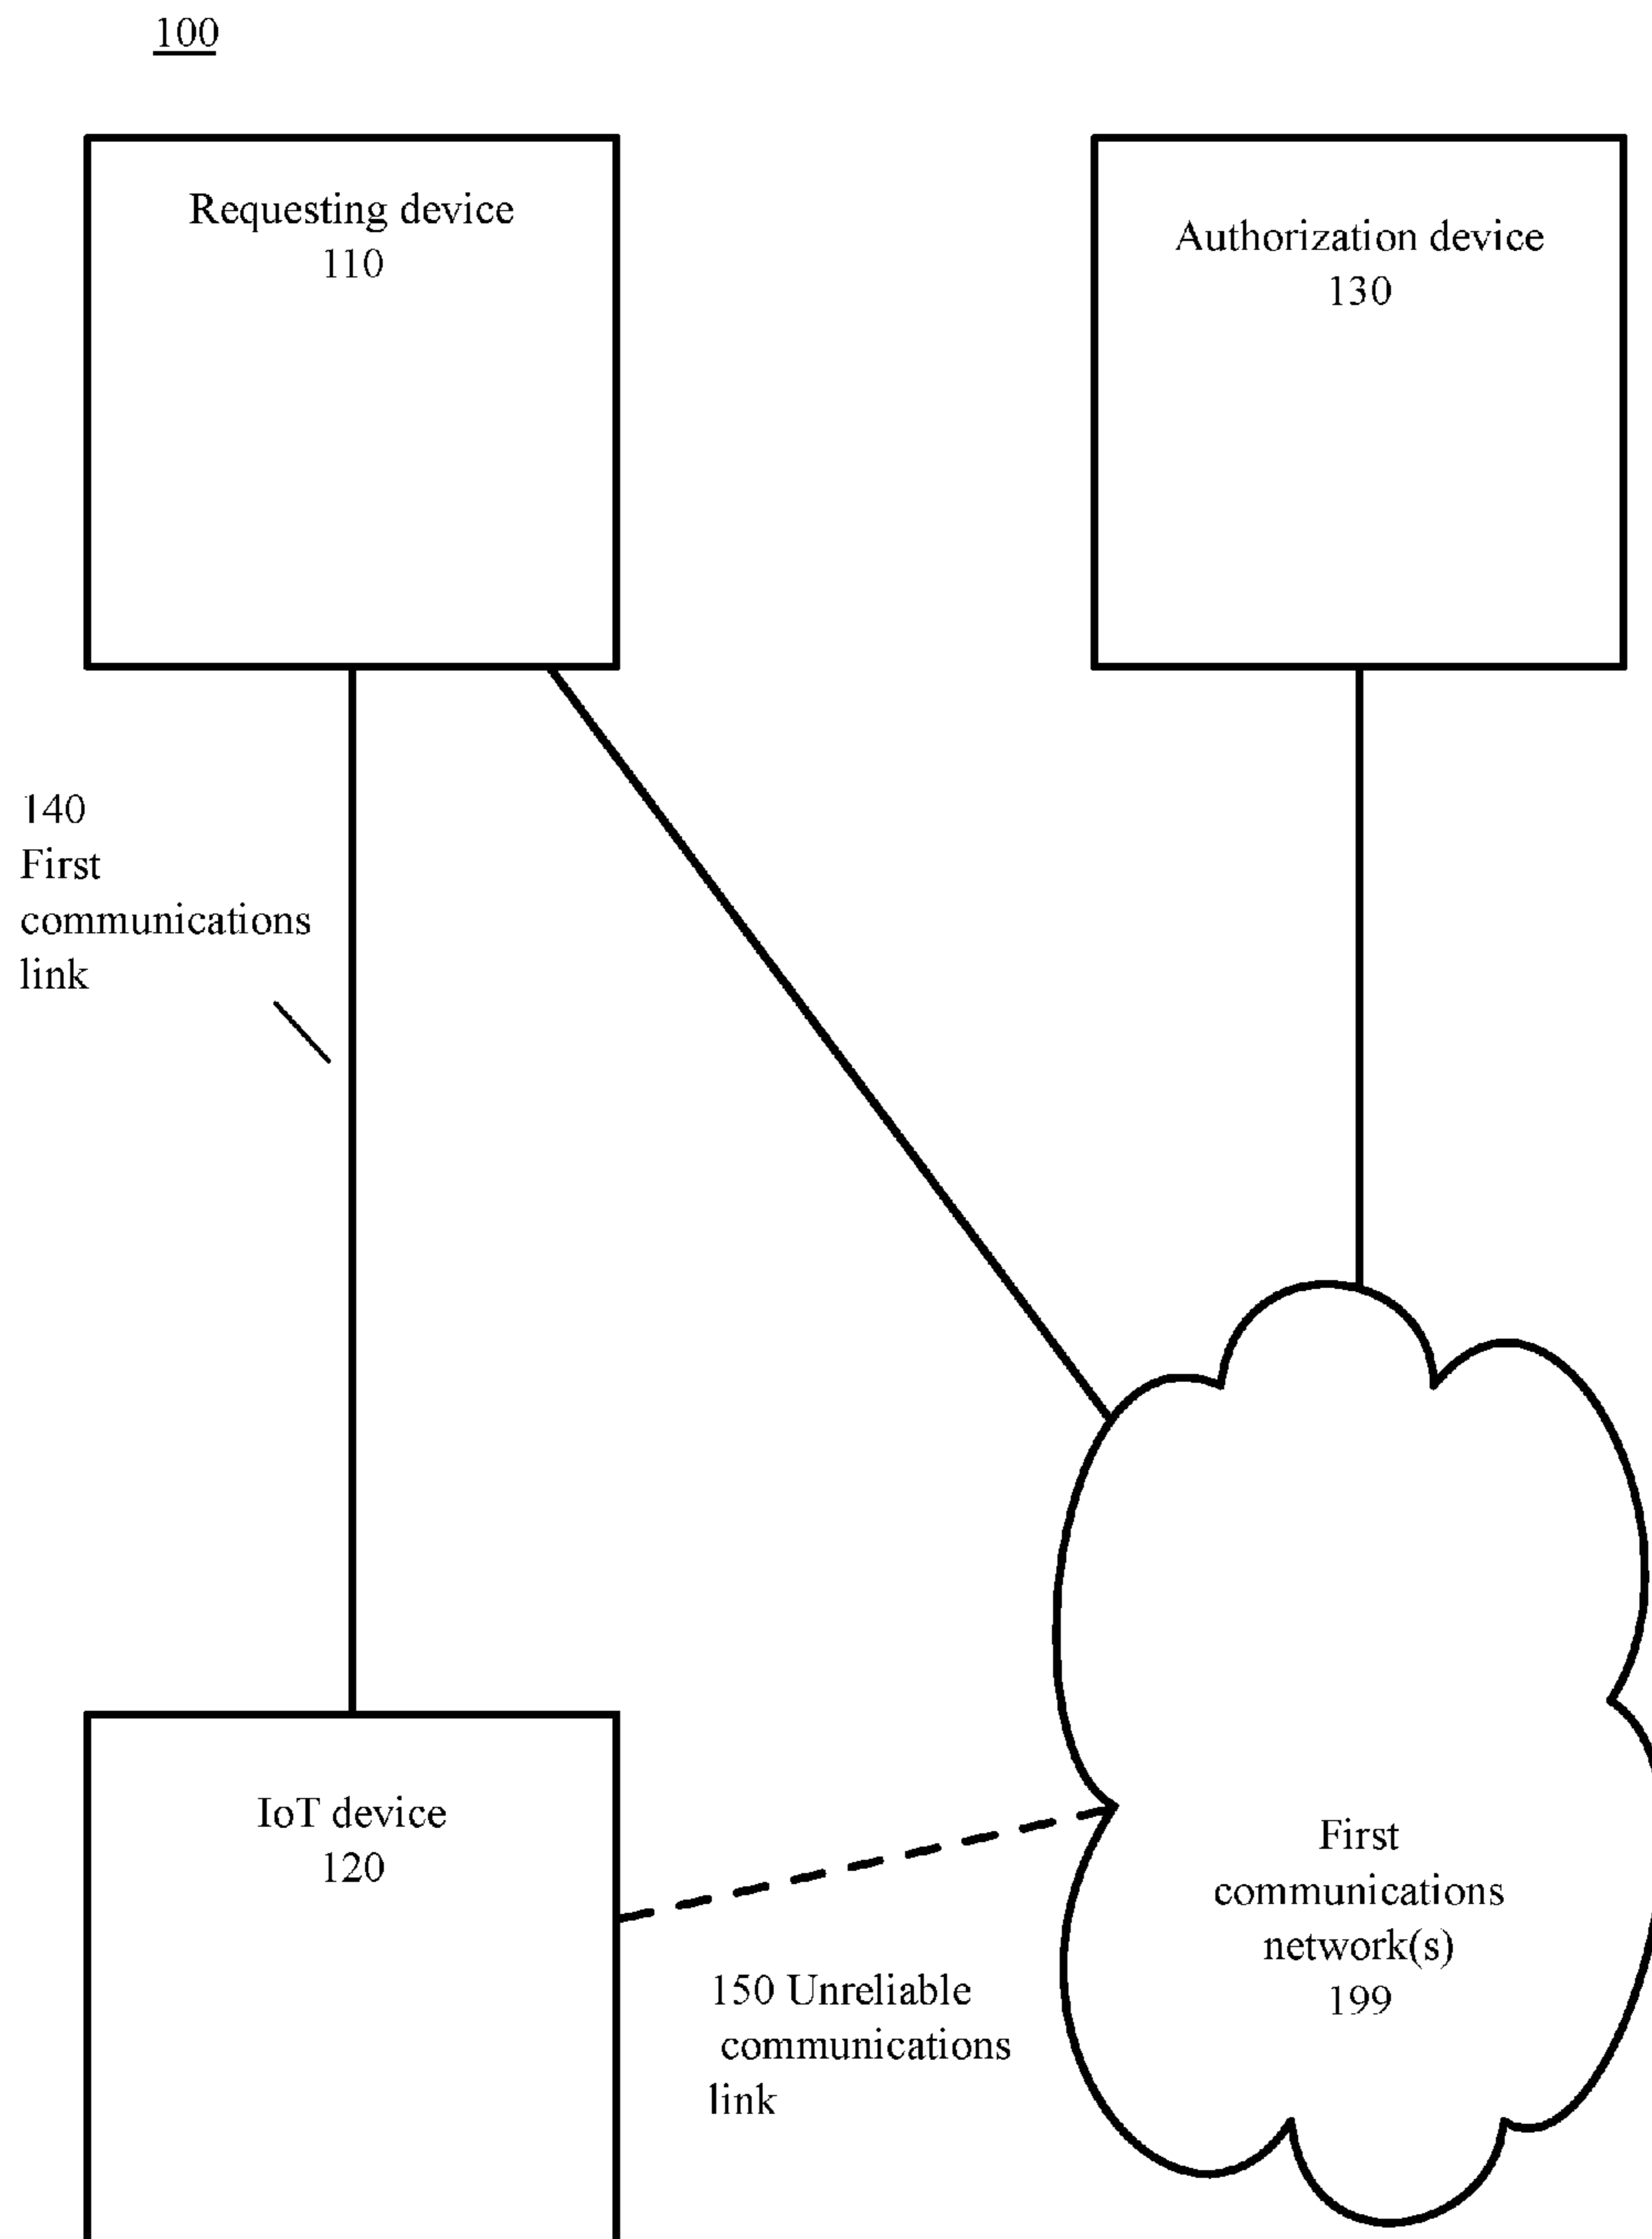 100
Requesting device
110
Authorization device
130
140
First
communications
link
IoT device
120
150 Unreliable
communications
link
First
communications
network(s)
199